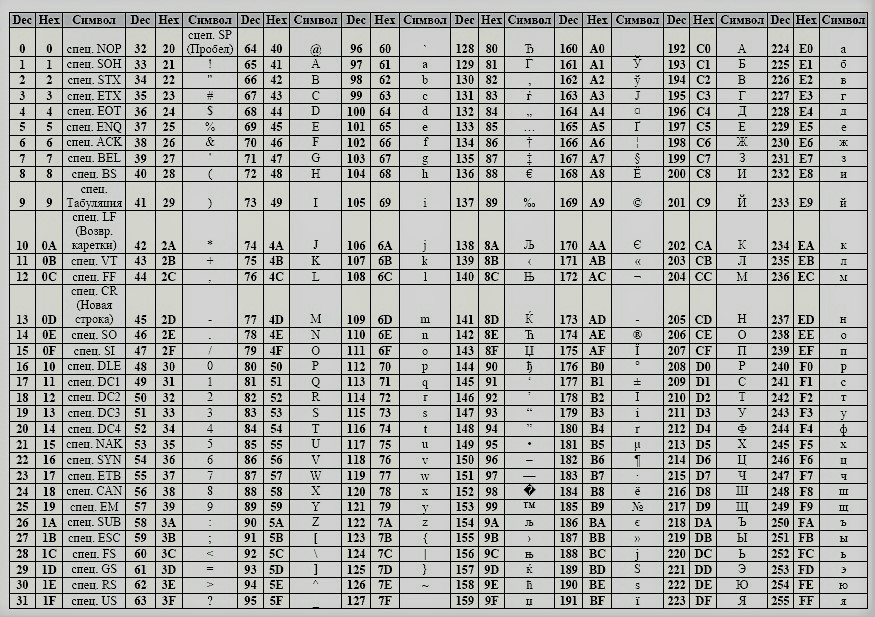 Dec Hex Символ Dec Hex Символ Dec Hex Символ Dec Hex Символ Dec Hex Символ Dec Hex Символ Dec Hex Символ Dec Hex Символ
0 0 спец. NOP 32 20 спец. SP (Пробел) 64 40 @ 96 60 ` 128 80 Ђ 160 A0 192 C0 А 224 E0 а
1 1 спец. SOH 33 21 ! 65 41 A 97 61 a 129 81 Ѓ 161 A1 Ў 193 C1 Б 225 E1 б
2 2 спец. STX 34 22 " 66 42 B 98 62 b 130 82 ‚ 162 A2 ў 194 C2 В 226 E2 в
3 3 спец. ETX 35 23 # 67 43 C 99 63 c 131 83 ѓ 163 A3 Ј 195 C3 Г 227 E3 г
4 4 спец. EOT 36 24 $ 68 44 D 100 64 d 132 84 „ 164 A4 ¤ 196 C4 Д 228 E4 д
5 5 спец. ENQ 37 25 % 69 45 E 101 65 e 133 85 … 165 A5 Ґ 197 C5 Е 229 E5 е
6 6 спец. ACK 38 26 & 70 46 F 102 66 f 134 86 † 166 A6 ¦ 198 C6 Ж 230 E6 ж
7 7 спец. BEL 39 27 ' 71 47 G 103 67 g 135 87 ‡ 167 A7 § 199 C7 З 231 E7 з
8 8 спец. BS 40 28 ( 72 48 H 104 68 h 136 88 € 168 A8 Ё 200 C8 И 232 E8 и
9 9 спец. Табуляция 41 29 ) 73 49 I 105 69 i 137 89 ‰ 169 A9 © 201 C9 Й 233 E9 й
10 0A спец. LF (Возвр. каретки) 42 2A * 74 4A J 106 6A j 138 8A Љ 170 AA Є 202 CA К 234 EA к
11 0B спец. VT 43 2B + 75 4B K 107 6B k 139 8B ‹ 171 AB « 203 CB Л 235 EB л
12 0C спец. FF 44 2C , 76 4C L 108 6C l 140 8C Њ 172 AC ¬ 204 CC М 236 EC м
13 0D спец. CR (Новая строка) 45 2D - 77 4D M 109 6D m 141 8D Ќ 173 AD - 205 CD Н 237 ED н
14 0E спец. SO 46 2E . 78 4E N 110 6E n 142 8E Ћ 174 AE ® 206 CE О 238 EE о
15 0F спец. SI 47 2F / 79 4F O 111 6F o 143 8F Џ 175 AF Ї 207 CF П 239 EF п
16 10 спец. DLE 48 30 0 80 50 P 112 70 p 144 90 ђ 176 B0 ° 208 D0 Р 240 F0 р
17 11 спец. DC1 49 31 1 81 51 Q 113 71 q 145 91 ‘ 177 B1 ± 209 D1 С 241 F1 с
18 12 спец. DC2 50 32 2 82 52 R 114 72 r 146 92 ’ 178 B2 І 210 D2 Т 242 F2 т
19 13 спец. DC3 51 33 3 83 53 S 115 73 s 147 93 “ 179 B3 і 211 D3 У 243 F3 у
20 14 спец. DC4 52 34 4 84 54 T 116 74 t 148 94 ” 180 B4 ґ 212 D4 Ф 244 F4 ф
21 15 спец. NAK 53 35 5 85 55 U 117 75 u 149 95 • 181 B5 µ 213 D5 Х 245 F5 х
22 16 спец. SYN 54 36 6 86 56 V 118 76 v 150 96 – 182 B6 ¶ 214 D6 Ц 246 F6 ц
23 17 спец. ETB 55 37 7 87 57 W 119 77 w 151 97 — 183 B7 · 215 D7 Ч 247 F7 ч
24 18 спец. CAN 56 38 8 88 58 X 120 78 x 152 98 � 184 B8 ё 216 D8 Ш 248 F8 ш
25 19 спец. EM 57 39 9 89 59 Y 121 79 y 153 99 ™ 185 B9 № 217 D9 Щ 249 F9 щ
26 1A спец. SUB 58 3A : 90 5A Z 122 7A z 154 9A љ 186 BA є 218 DA Ъ 250 FA ъ
27 1B спец. ESC 59 3B ; 91 5B [ 123 7B { 155 9B › 187 BB » 219 DB Ы 251 FB ы
28 1C спец. FS 60 3C < 92 5C \ 124 7C | 156 9C њ 188 BC ј 220 DC Ь 252 FC ь
29 1D спец. GS 61 3D = 93 5D ] 125 7D } 157 9D ќ 189 BD Ѕ 221 DD Э 253 FD э
30 1E спец. RS 62 3E > 94 5E ^ 126 7E ~ 158 9E ћ 190 BE ѕ 222 DE Ю 254 FE ю
31 1F спец. US 63 3F ? 95 5F _ 127 7F 159 9F џ 191 BF ї 223 DF Я 255 FF я